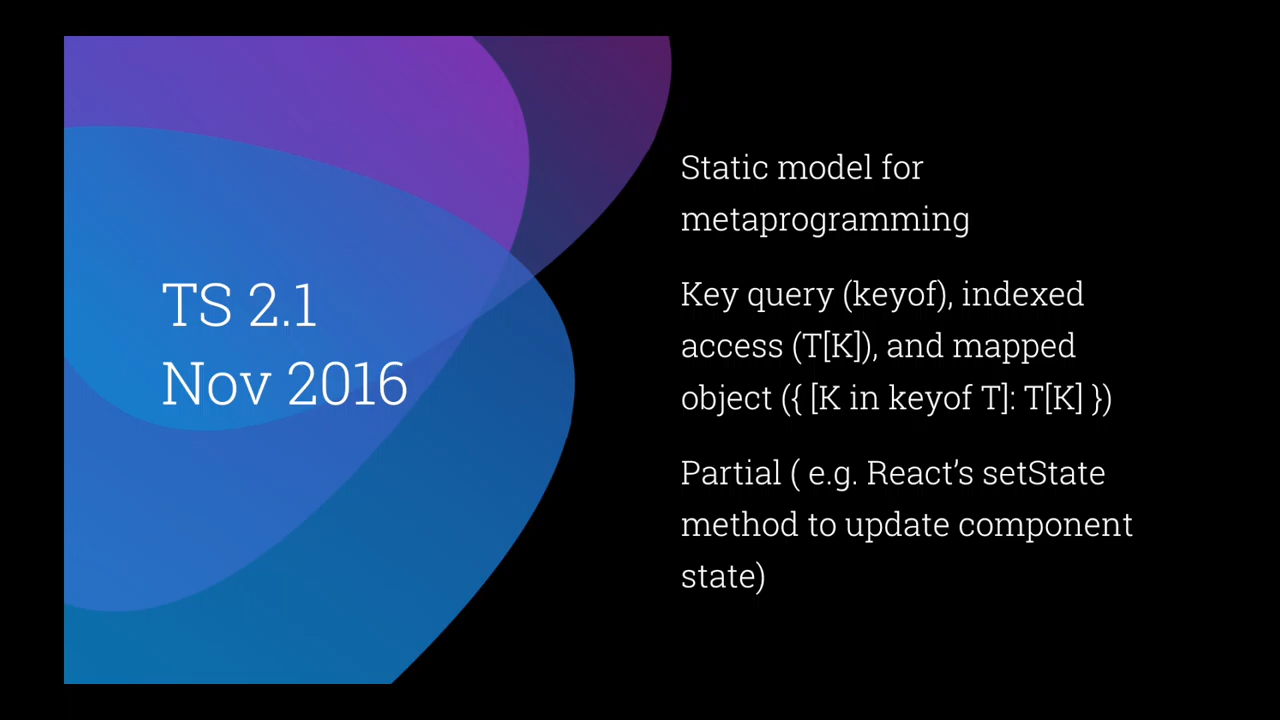 TS 2.1
Nov 2016
Static model for
metaprogramming
Key query (keyof), indexed
access (T[K]), and mapped
object ({ [K in keyof T]: T[K] })
Partial ( e.g. React’s setState
method to update component
state)